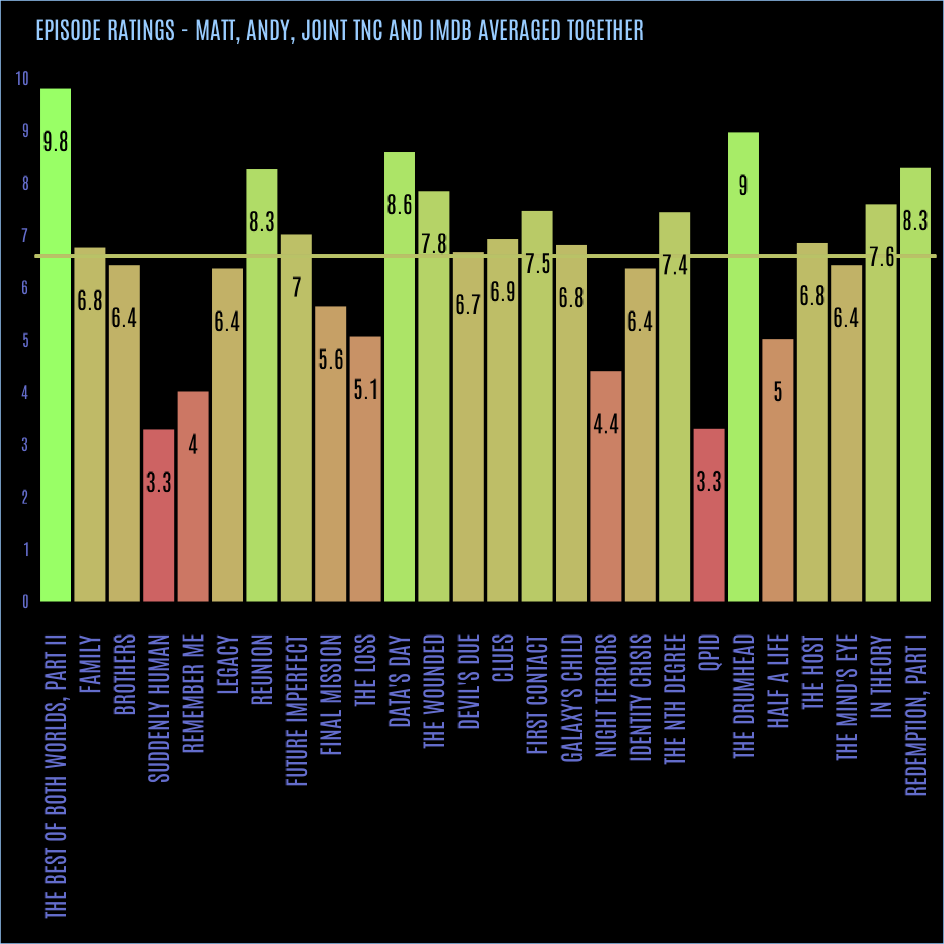 EPISODE RATINGS - MATT, ANDY, JOINT TNC AND IMDB AVERAGED TOGETHER
10
9
8
7
6
5
4
3
2
1
0
9.8
6.8
6.4
3.3
4
6.4
8.3
7
5.6
5.1
8.6
7.8
6.7
6.9
7.5
6.8
4.4
6.4
7.4
3.3
9
5
6.8
6.4
7.6
8.3
THE BEST OF BOTH WORLDS, PART II
FAMILY
BROTHERS
SUDDENLY HUMAN
REMEMBER ME
LEGACY
REUNION
FUTURE IMPERFECT
FINAL MISSION
THE LOSS
DATA'S DAY
THE WOUNDED
DEVIL'S DUE
CLUES
FIRST CONTACT
GALAXY'S CHILD
NIGHT TERRORS
IDENTITY CRISIS
THE NTH DEGREE
QPID
THE DRUMHEAD
HALF A LIFE
THE HOST
THE MIND'S EYE
IN THEORY
REDEMPTION, PART I